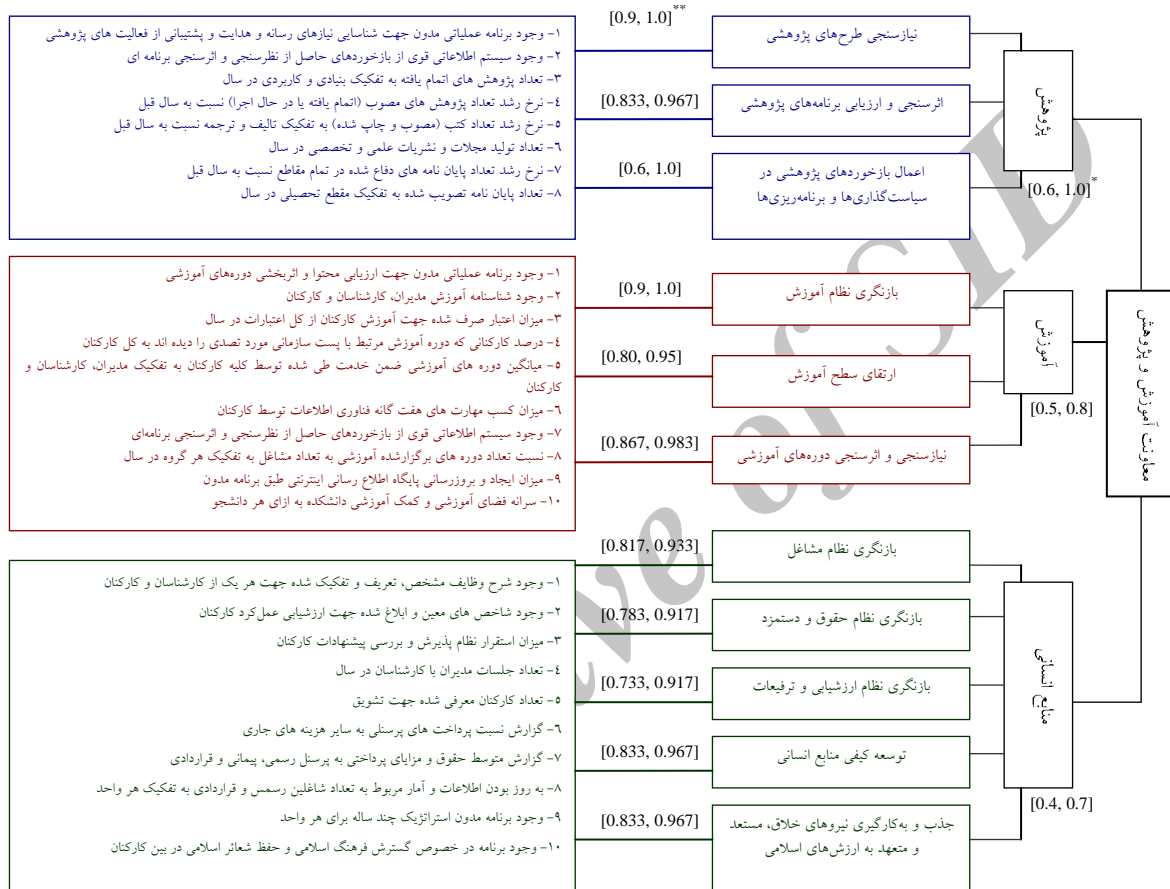 معاونت آموزش و پژوهش
پژوهش
[0.6, 1.0]*
نیازسنجی طرح‌های پژوهشی
[0.9, 1.0]**
اثرسنجی و ارزیابی برنامه‌های پژوهشی
[0.833, 0.967]
اعمال بازخوردهای پژوهشی در
سیاست‌گذاری‌ها و برنامه‌ریزی‌ها
[0.6, 1.0]
۱- وجود برنامه عملیاتی مدون جهت شناسایی نیازهای رسانه و هدایت و پشتیبانی از فعالیت های پژوهشی
۲- وجود سیستم اطلاعاتی قوی از بازخوردهای حاصل از نظرسنجی و اثرسنجی برنامه ای
۳- تعداد پژوهش های اتمام یافته به تفکیک بنیادی و کاربردی در سال
۴- نرخ رشد تعداد پژوهش های مصوب (اتمام یافته یا در حال اجرا) نسبت به سال قبل
۵- نرخ رشد تعداد کتب (مصوب و چاپ شده) به تفکیک تالیف و ترجمه نسبت به سال قبل
۶- تعداد تولید مجلات و نشریات علمی و تخصصی در سال
۷- نرخ رشد تعداد پایان نامه های دفاع شده در تمام مقاطع نسبت به سال قبل
۸- تعداد پایان نامه تصویب شده به تفکیک مقطع تحصیلی در سال
آموزش
[0.5, 0.8]
بازنگری نظام آموزش
[0.9, 1.0]
ارتقای سطح آموزش
[0.80, 0.95]
نیازسنجی و اثرسنجی دوره‌های آموزشی
[0.867, 0.983]
۱- وجود برنامه عملیاتی مدون جهت ارزیابی محتوا و اثربخشی دوره‌های آموزشی
۲- وجود شناسنامه آموزش مدیران، کارشناسان و کارکنان
۳- میزان اعتبار صرف شده جهت آموزش کارکنان از کل اعتبارات در سال
۴- درصد کارکنانی که دوره آموزش مرتبط با پست سازمانی مورد تصدی را دیده اند به کل کارکنان
۵- میانگین دوره های آموزشی ضمن خدمت طی شده توسط کلیه کارکنان به تفکیک مدیران، کارشناسان و
کارکنان
۶- میزان کسب مهارت های هفت گانه فناوری اطلاعات توسط کارکنان
۷- وجود سیستم اطلاعاتی قوی از بازخوردهای حاصل از نظرسنجی و اثرسنجی برنامه‌ای
۸- نسبت تعداد دوره های برگزارشده آموزشی به تعداد مشاغل به تفکیک هر گروه در سال
۹- میزان ایجاد و بروزرسانی پایگاه اطلاع رسانی اینترنتی طبق برنامه مدون
۱۰- سرانه فضای آموزشی و کمک آموزشی دانشکده به ازای هر دانشجو
منابع انسانی
[0.4, 0.7]
بازنگری نظام مشاغل
[0.817, 0.933]
بازنگری نظام حقوق و دستمزد
[0.783, 0.917]
بازنگری نظام ارزشیابی و ترفیعات
[0.733, 0.917]
توسعه کیفی منابع انسانی
[0.833, 0.967]
جذب و به‌کارگیری نیروهای خلاق، مستعد
و متعهد به ارزش‌های اسلامی
[0.833, 0.967]
۱- وجود شرح وظایف مشخص، تعریف و تفکیک شده جهت هر یک از کارشناسان و کارکنان
۲- وجود شاخص های معین و ابلاغ شده جهت ارزشیابی عمل‌کرد کارکنان
۳- میزان استقرار نظام پذیرش و بررسی پیشنهادات کارکنان
۴- تعداد جلسات مدیران با کارشناسان در سال
۵- تعداد کارکنان معرفی شده جهت تشویق
۶- گزارش نسبت پرداخت های پرسنلی به سایر هزینه های جاری
۷- گزارش متوسط حقوق و مزایای پرداختی به پرسنل رسمی، پیمانی و قراردادی
۸- به روز بودن اطلاعات و آمار مربوط به تعداد شاغلین رسمس و قراردادی به تفکیک هر واحد
۹- وجود برنامه مدون استراتژیک چند ساله برای هر واحد
۱۰- وجود برنامه در خصوص گسترش فرهنگ اسلامی و حفظ شعائر اسلامی در بین کارکنان
ive of SID